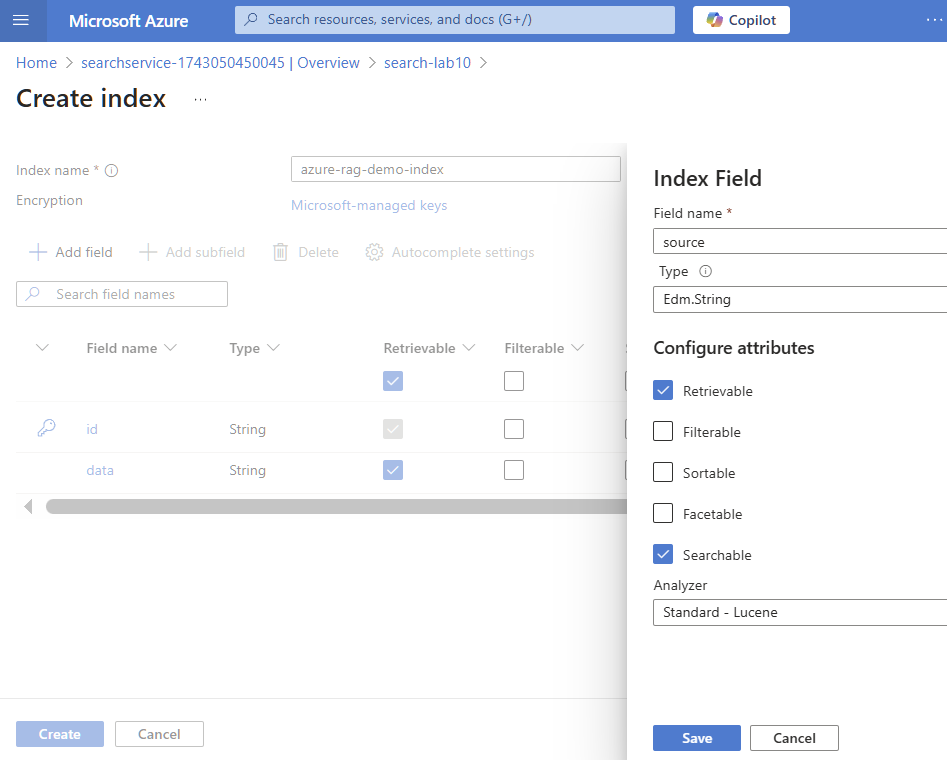 Microsoft Azure
Search resources, services, and docs (G+/)
Copilot
Home > searchservice-1743050450045 | Overview > search-lab10 >
Create index ...
Index name *
azure-rag-demo-index
Encryption
Microsoft-managed keys
Add field
Add subfield
Delete
Autocomplete settings
Search field names
Field name
Type
Retrievable
Filterable
id
String
data
String
Create
Cancel
Index Field
Field name *
source
Type
Edm.String
Configure attributes
Retrievable
Filterable
Sortable
Facetable
Searchable
Analyzer
Standard - Lucene
Save
Cancel